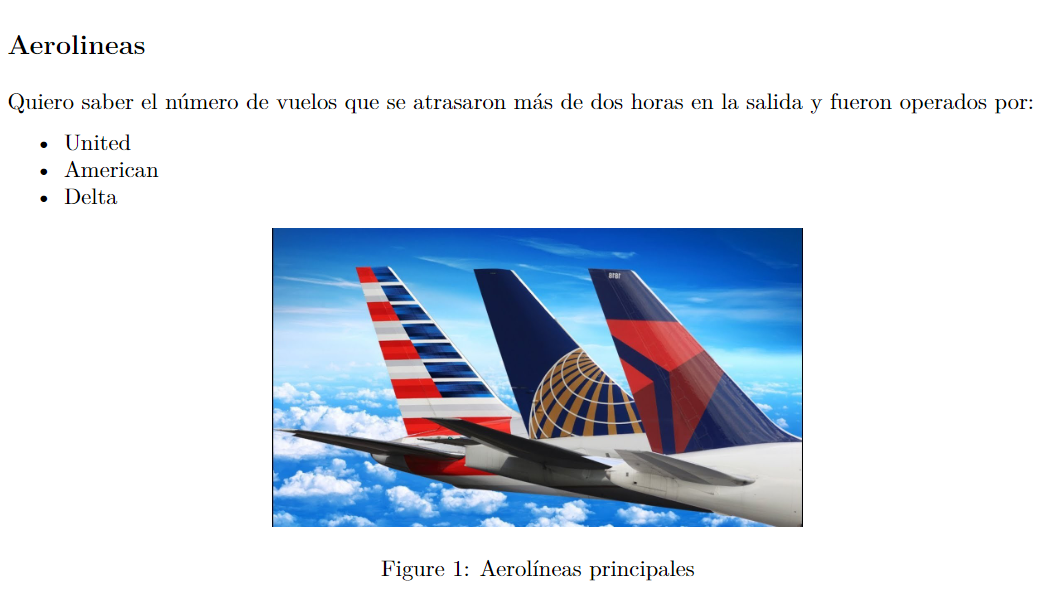 Aerolineas
Quiero saber el número de vuelos que se atrasaron más de dos horas en la salida y fueron operados por:
• United
• American
• Delta
Figure 1: Aerolíneas principales